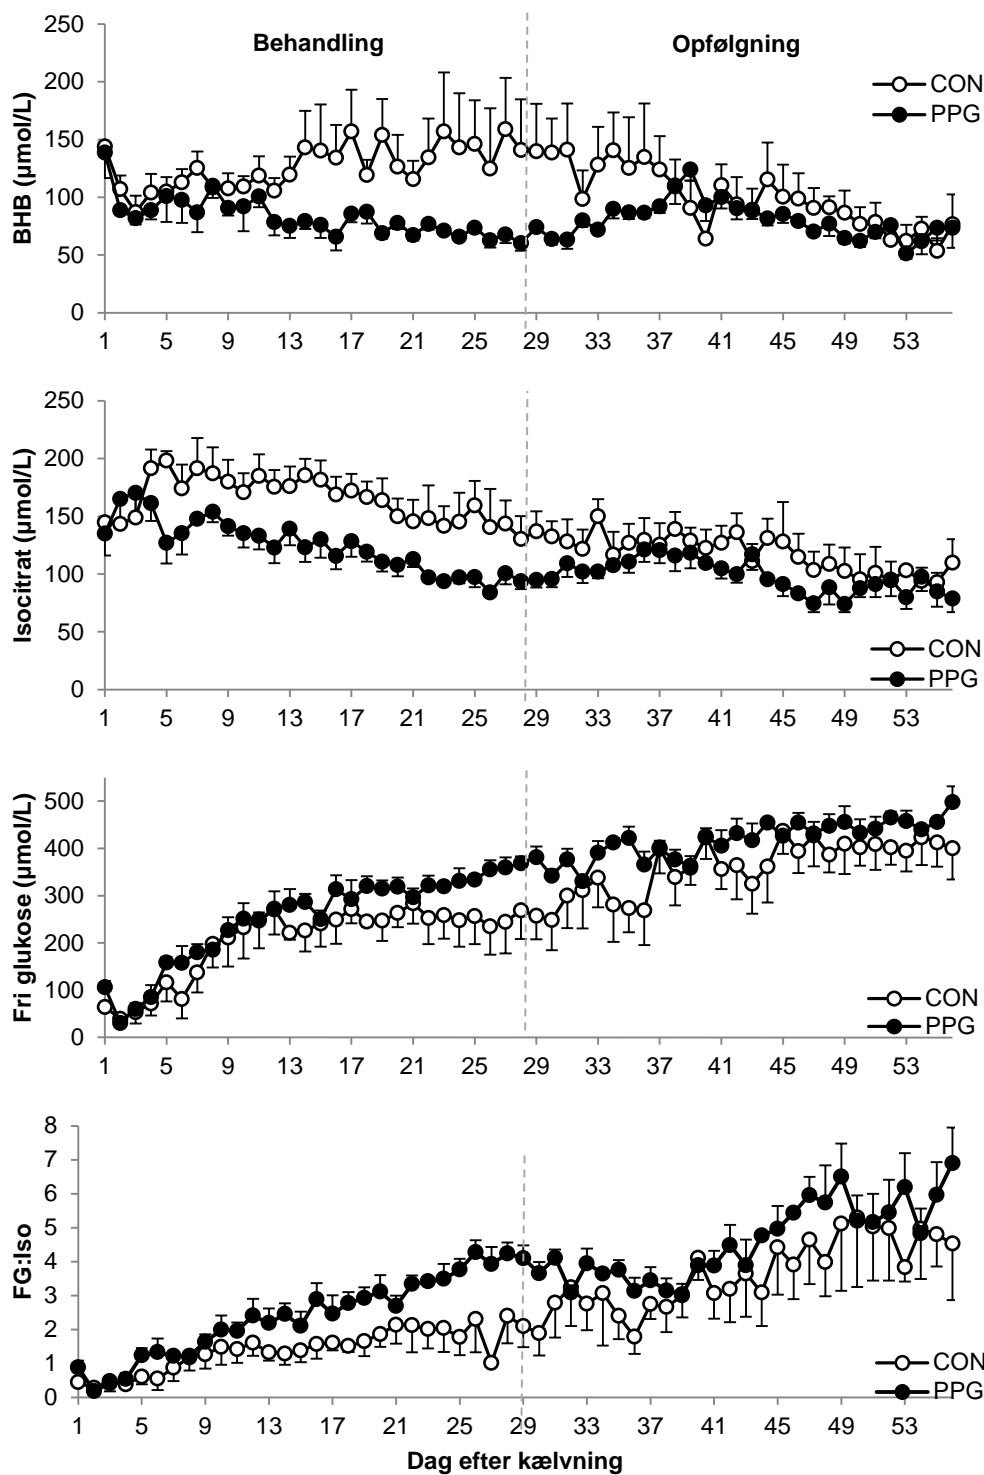 Behandling
Opfølgning
BHB (µmol/L)
250
200
150
100
50
0
CON
PPG
1 5 9 13 17 21 25 29 33 37 41 45 49 53
Isocitrat (µmol/L)
250
200
150
100
50
0
CON
PPG
1 5 9 13 17 21 25 29 33 37 41 45 49 53
Fri glukose (µmol/L)
500
400
300
200
100
0
CON
PPG
1 5 9 13 17 21 25 29 33 37 41 45 49 53
FG:Iso
8
7
6
5
4
3
2
1
0
CON
PPG
1 5 9 13 17 21 25 29 33 37 41 45 49 53
Dag efter kælvning